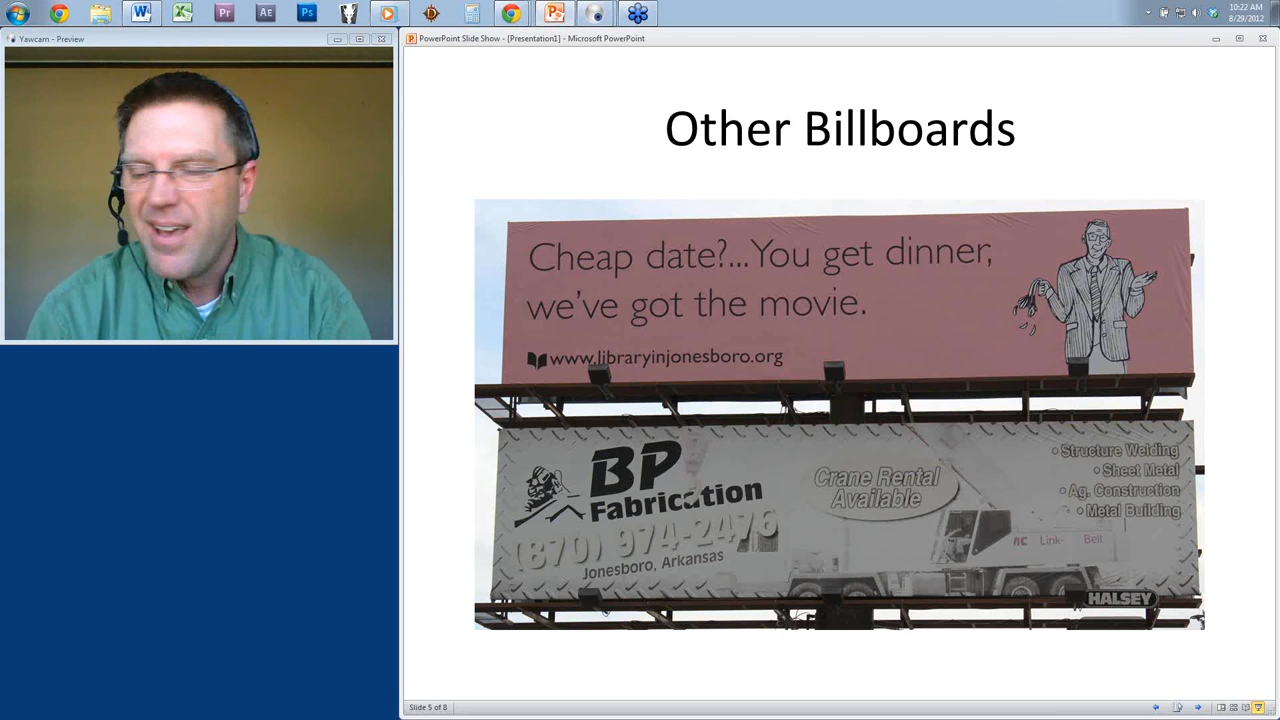 10:22 AM
8/29/2012
Yawcam - Preview
PowerPoint Slide Show - [Presentation1] - Microsoft PowerPoint
Other Billboards
Cheap date?...You get dinner,
we've got the movie.
www.libraryinjonesboro.org
BP
Fabrication
(870) 974-2476
Jonesboro, Arkansas
Crane Rental
Available
• Structure Welding
• Sheet Metal
• Ag. Construction
• Metal Building
Link- Belt
HALSEY
Slide 5 of 8